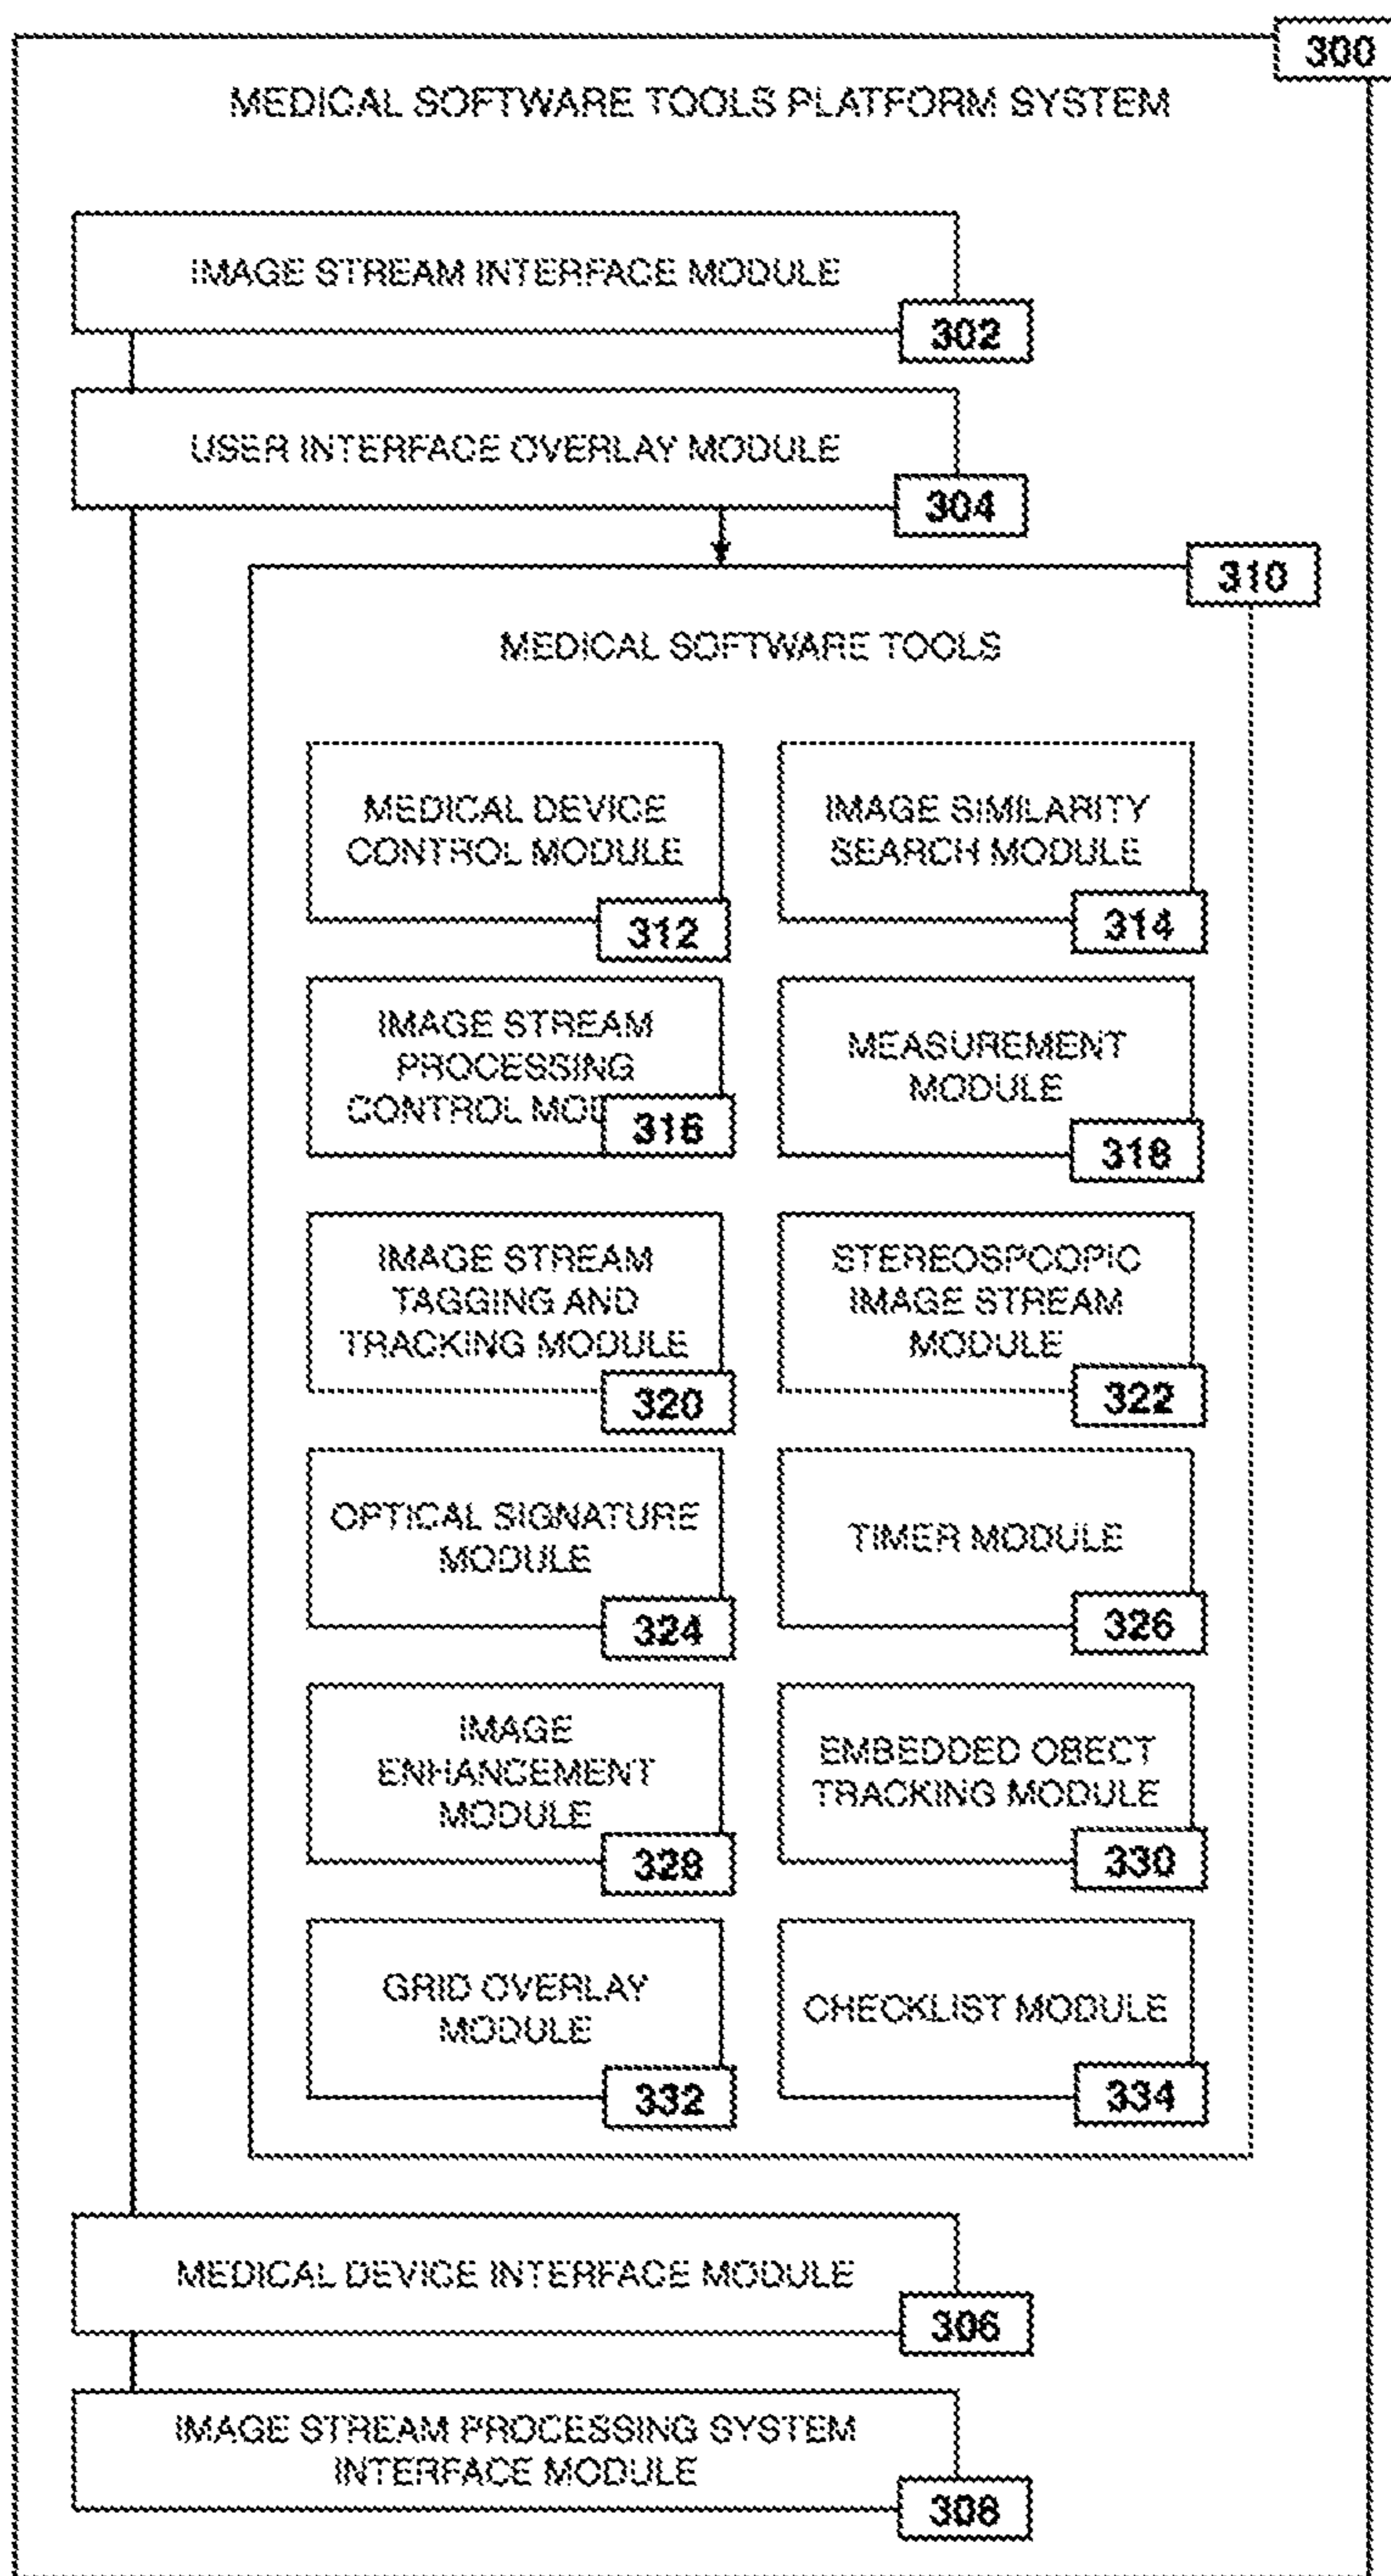 300
MEDICAL SOFTWARE TOOLS PLATFORM SYSTEM
IMAGE STREAM INTERFACE MODULE
302
USER INTERFACE OVERLAY MODULE
304
310
MEDICAL SOFTWARE TOOLS
MEDICAL DEVICE
CONTROL MODULE
312
IMAGE SIMILARITY
SEARCH MODULE
314
IMAGE STREAM
PROCESSING
CONTROL MOD
316
MEASUREMENT
MODULE
318
IMAGE STREAM
TAGGING AND
TRACKING MODULE
320
STEREOSPCOPIC
IMAGE STREAM
MODULE
322
OPTICAL SIGNATURE
MODULE
324
TIMER MODULE
326
IMAGE
ENHANCEMENT
MODULE
328
EMBEDDED OBECT
TRACKING MODULE
330
GRID OVERLAY
MODULE
332
CHECKLIST MODULE
334
MEDICAL DEVICE INTERFACE MODULE
306
IMAGE STREAM PROCESSING SYSTEM
INTERFACE MODULE
308